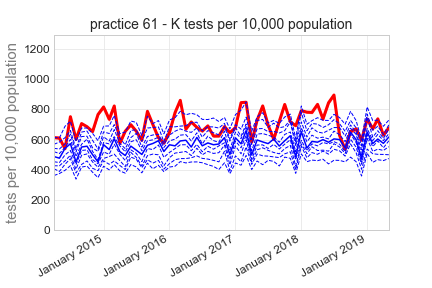 practice 61 - K tests per 10,000 population
tests per 10,000 population
1200
1000
800
600
400
200
0
January 2015
January 2016
January 2017
January 2018
January 2019